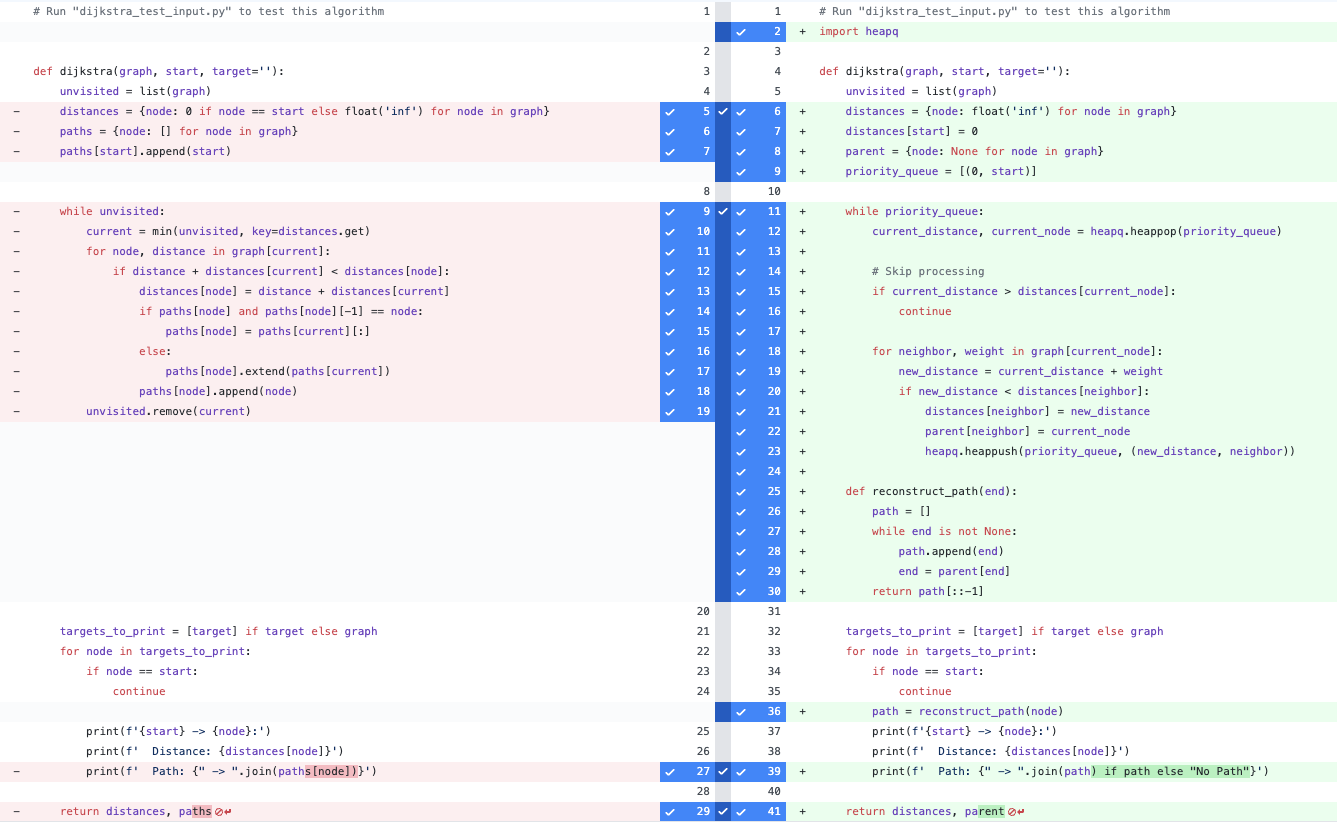 # Run "dijkstra_test_input.py" to test this algorithm 1
2
def dijkstra(graph, start, target=''): 3
    unvisited = list(graph) 4
-    distances = {node: 0 if node == start else float('inf') for node in graph} 5
-    paths = {node: [] for node in graph} 6
-    paths[start].append(start) 7
8
-    while unvisited: 9
-        current = min(unvisited, key=distances.get) 10
-        for node, distance in graph[current]: 11
-            if distance + distances[current] < distances[node]: 12
-                distances[node] = distance + distances[current] 13
-                if paths[node] and paths[node][-1] == node: 14
-                    paths[node] = paths[current][:] 15
-                else: 16
-                    paths[node].extend(paths[current]) 17
-                paths[node].append(node) 18
-        unvisited.remove(current) 19
20
    targets_to_print = [target] if target else graph 21
    for node in targets_to_print: 22
        if node == start: 23
            continue 24
        print(f'{start} -> {node}:') 25
        print(f'  Distance: {distances[node]}') 26
-        print(f'  Path: {" -> ".join(paths[node])}') 27
28
-    return distances, paths 29
1 # Run "dijkstra_test_input.py" to test this algorithm
2 + import heapq
3
4 def dijkstra(graph, start, target=''):
5     unvisited = list(graph)
6 +     distances = {node: float('inf') for node in graph}
7 +     distances[start] = 0
8 +     parent = {node: None for node in graph}
9 +     priority_queue = [(0, start)]
10
11 +     while priority_queue:
12 +         current_distance, current_node = heapq.heappop(priority_queue)
13 +
14 +         # Skip processing
15 +         if current_distance > distances[current_node]:
16 +             continue
17 +
18 +         for neighbor, weight in graph[current_node]:
19 +             new_distance = current_distance + weight
20 +             if new_distance < distances[neighbor]:
21 +                 distances[neighbor] = new_distance
22 +                 parent[neighbor] = current_node
23 +                 heapq.heappush(priority_queue, (new_distance, neighbor))
24 +
25 +     def reconstruct_path(end):
26 +         path = []
27 +         while end is not None:
28 +             path.append(end)
29 +             end = parent[end]
30 +         return path[::-1]
31
32     targets_to_print = [target] if target else graph
33     for node in targets_to_print:
34         if node == start:
35             continue
36 +         path = reconstruct_path(node)
37         print(f'{start} -> {node}:')
38         print(f'  Distance: {distances[node]}')
39 +         print(f'  Path: {" -> ".join(path) if path else "No Path"}')
40
41 +     return distances, parent